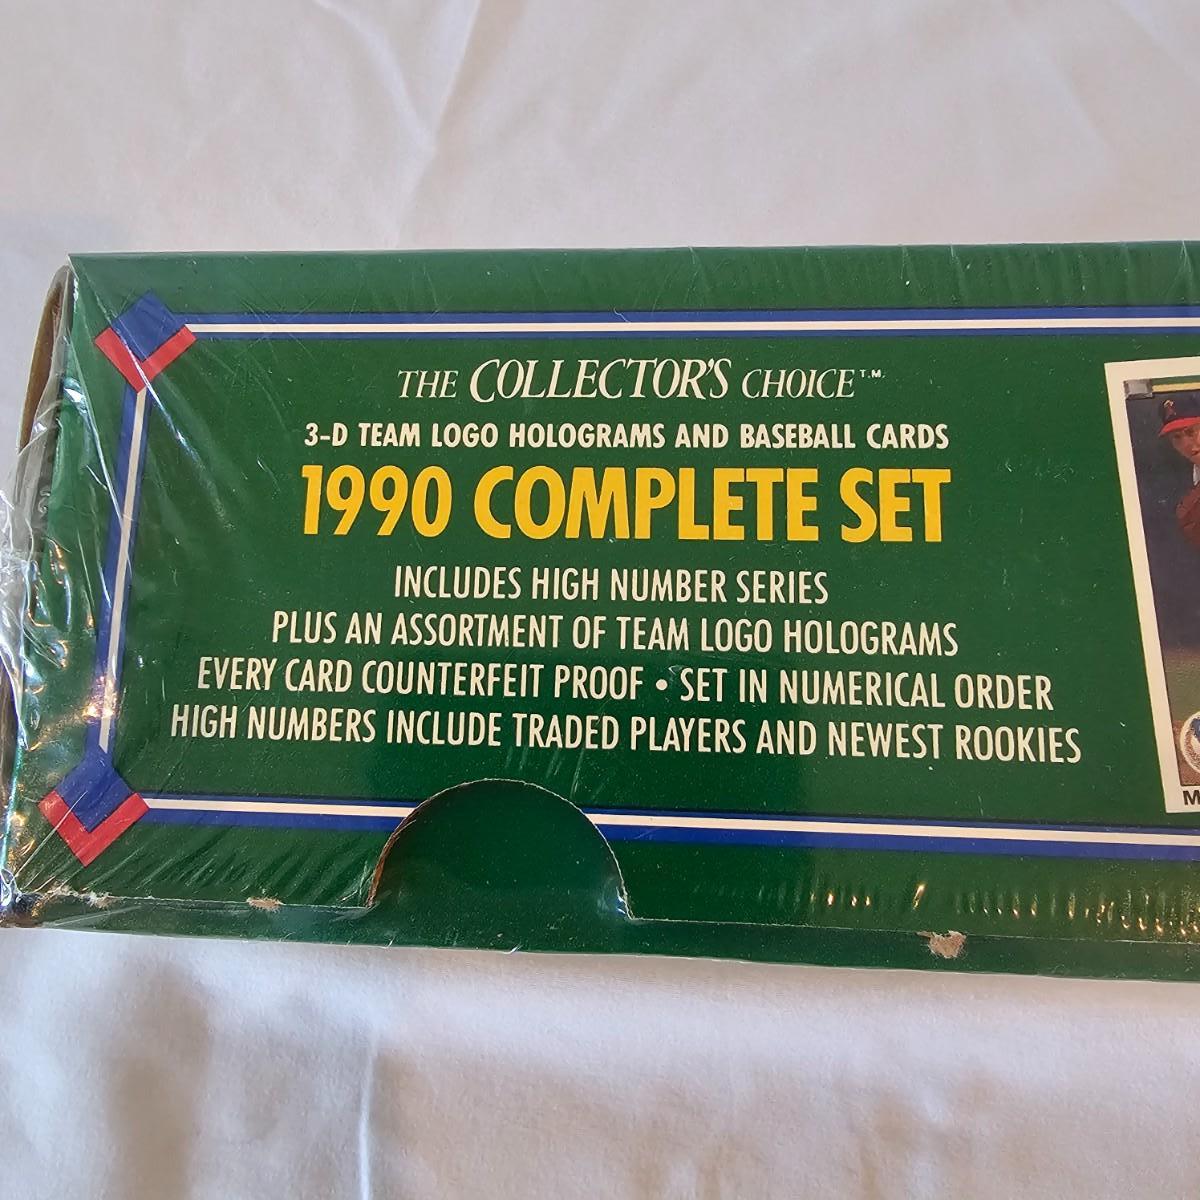 THE COLLECTOR'S CHOICE T.M.
3-D TEAM LOGO HOLOGRAMS AND BASEBALL CARDS
1990 COMPLETE SET
INCLUDES HIGH NUMBER SERIES
PLUS AN ASSORTMENT OF TEAM LOGO HOLOGRAMS
EVERY CARD COUNTERFEIT PROOF • SET IN NUMERICAL ORDER
HIGH NUMBERS INCLUDE TRADED PLAYERS AND NEWEST ROOKIES
M